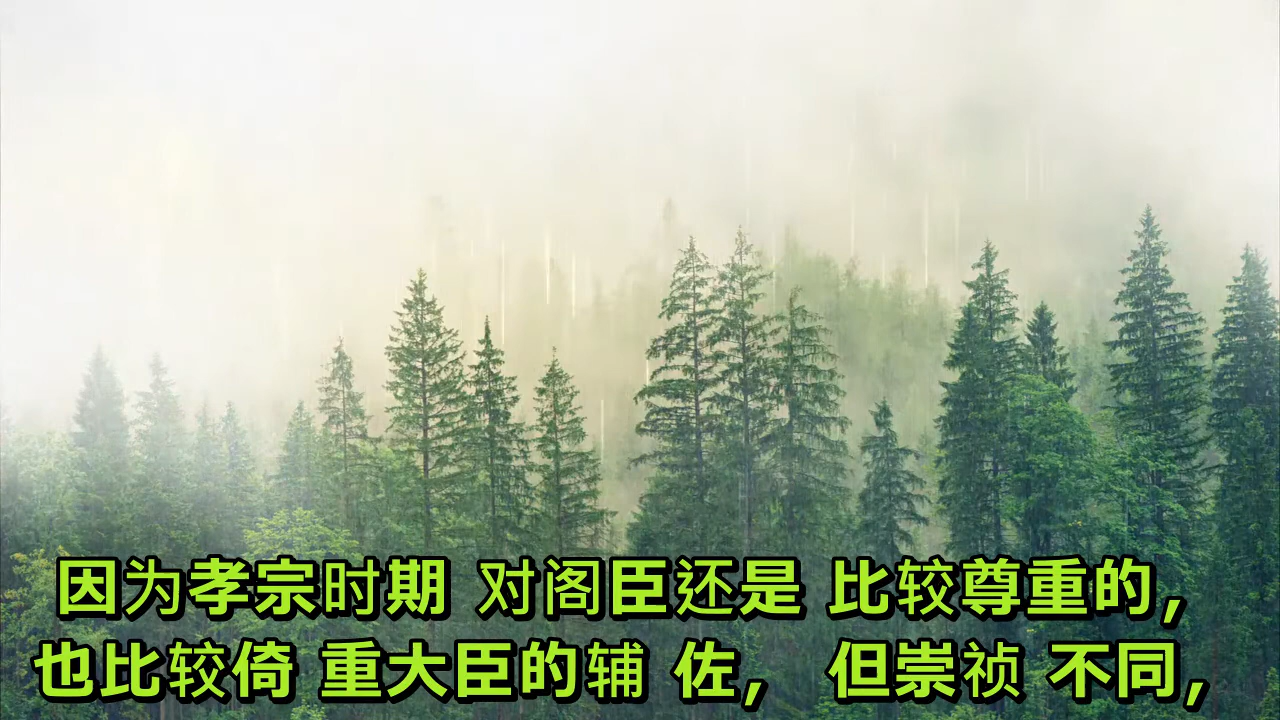 因为孝宗时期 对阁臣还是 比较尊重的，
也比较倚 重大臣的辅 佐， 但崇祯 不同，